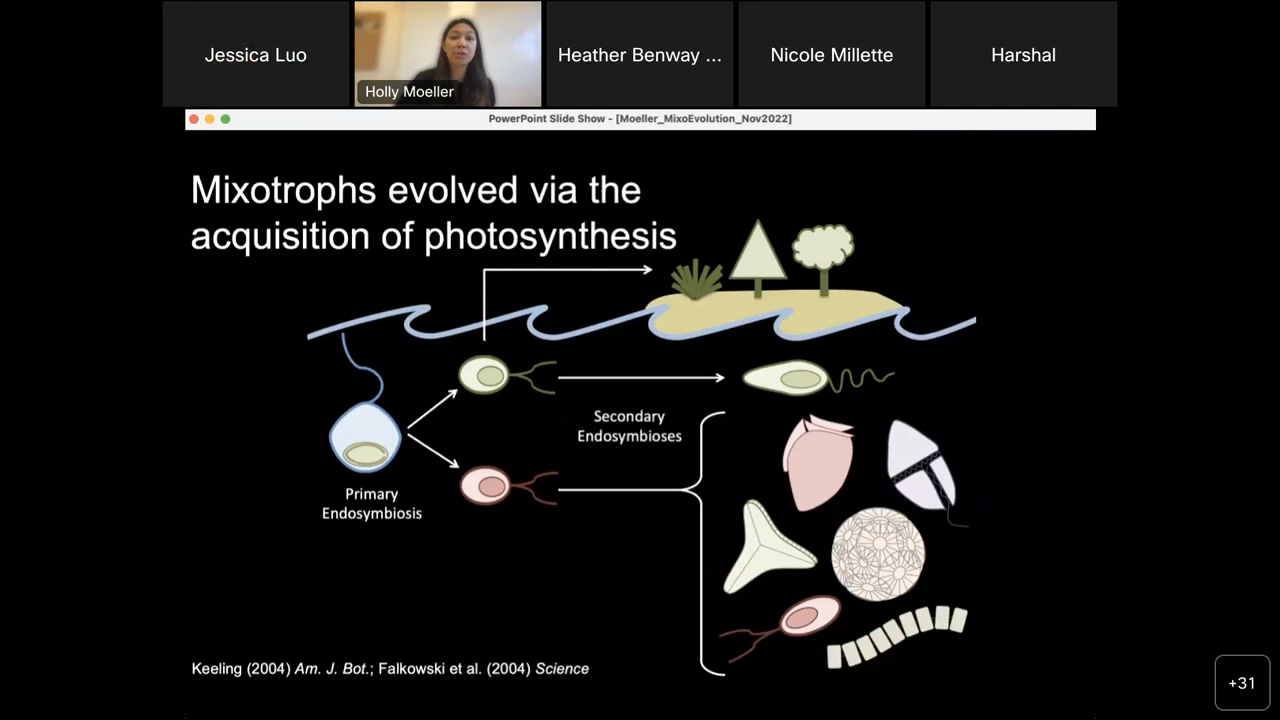 Jessica Luo
Holly Moeller
Heather Benway ...
Nicole Millette
Harshal
PowerPoint Slide Show - [Moeller_MixoEvolution_Nov2022]
Mixotrophs evolved via the
acquisition of photosynthesis
Secondary
Endosymbioses
Primary
Endosymbiosis
Keeling (2004) Am. J. Bot.; Falkowski et al. (2004) Science
+31